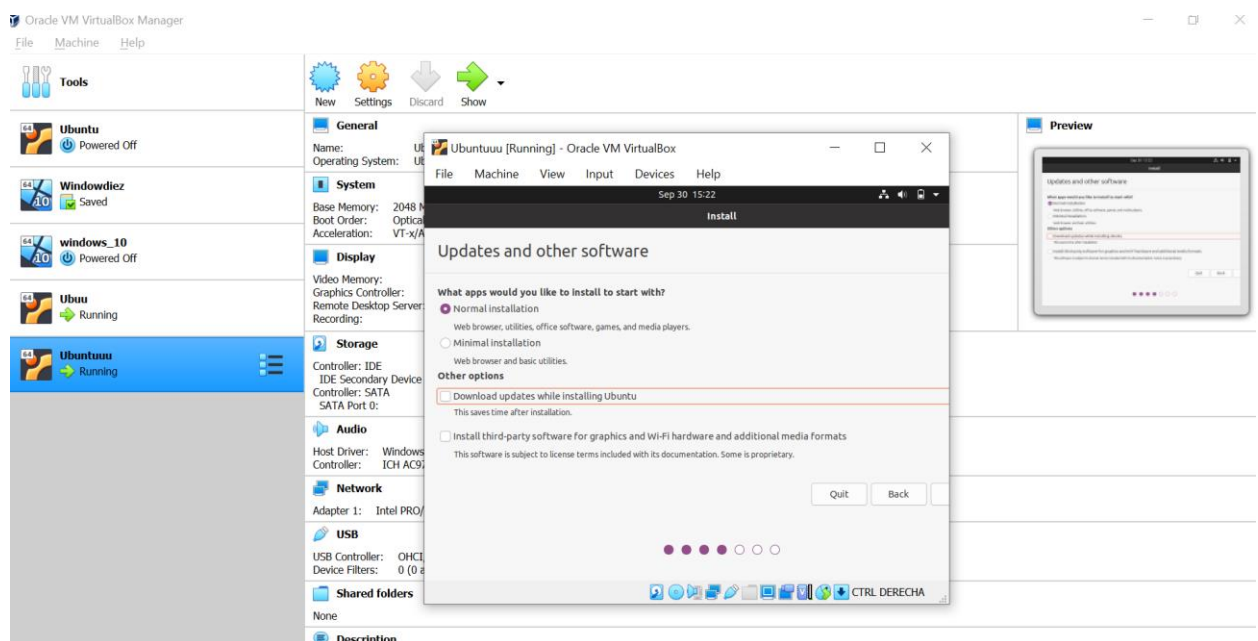 Oracle VM VirtualBox Manager
File Machine Help
Tools
New Settings Discard Show
Ubuntu
Powered Off
Windowdiez
Saved
windows_10
Powered Off
Ubuu
Running
Ubuntuuu
Running
General
Name: Ub
Operating System: Ub
System
Base Memory: 2048 M
Boot Order: Optical
Acceleration: VT-x/A
Display
Video Memory:
Graphics Controller:
Remote Desktop Server:
Recording:
Storage
Controller: IDE
IDE Secondary Device
Controller: SATA
SATA Port 0:
Audio
Host Driver: Windows
Controller: ICH AC97
Network
Adapter 1: Intel PRO/
USB
USB Controller: OHCI,
Device Filters: 0 (0 a
Shared folders
None
Description
Ubuntuuu [Running] - Oracle VM VirtualBox
File Machine View Input Devices Help
Sep 30 15:22
Install
Updates and other software
What apps would you like to install to start with?
Normal installation
Web browser, utilities, office software, games, and media players.
Minimal installation
Web browser and basic utilities.
Other options
Download updates while installing Ubuntu
This saves time after installation.
Install third-party software for graphics and Wi-Fi hardware and additional media formats
This software is subject to license terms included with its documentation. Some is proprietary.
Quit Back
CTRL DERECHA
Preview